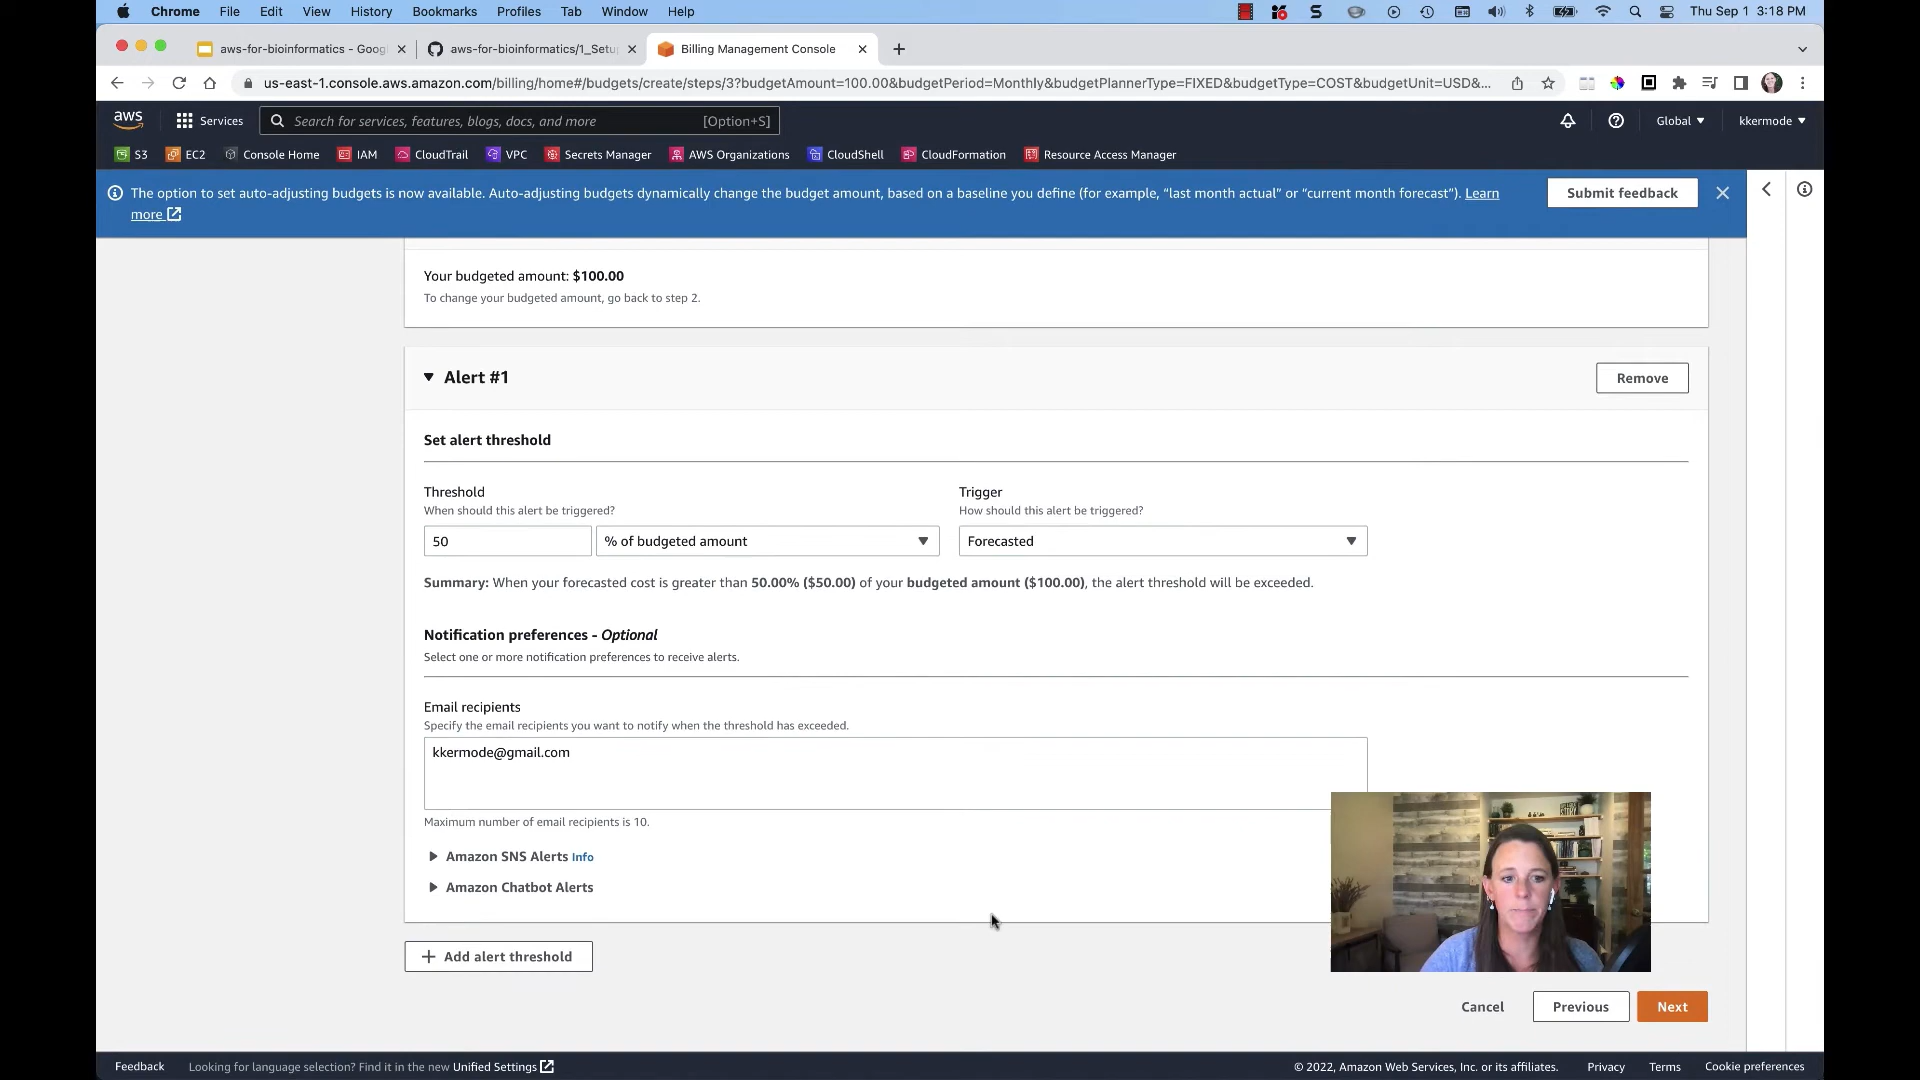 Chrome File Edit View History Bookmarks Profiles Tab Window Help Thu Sep 1 3:18 PM
aws-for-bioinformatics - Goog aws-for-bioinformatics/1_Setu Billing Management Console
us-east-1.console.aws.amazon.com/billing/home#/budgets/create/steps/3?budgetAmount=100.00&budgetPeriod=Monthly&budgetPlannerType=FIXED&budgetType=COST&budgetUnit=USD&...
aws Services Search for services, features, blogs, docs, and more [Option+S] Global kkermode
S3 EC2 Console Home IAM CloudTrail VPC Secrets Manager AWS Organizations CloudShell CloudFormation Resource Access Manager
The option to set auto-adjusting budgets is now available. Auto-adjusting budgets dynamically change the budget amount, based on a baseline you define (for example, “last month actual” or “current month forecast”). Learn
more
Submit feedback
Your budgeted amount: $100.00
To change your budgeted amount, go back to step 2.
Alert #1
Remove
Set alert threshold
Threshold Trigger
When should this alert be triggered? How should this alert be triggered?
50 % of budgeted amount Forecasted
Summary: When your forecasted cost is greater than 50.00% ($50.00) of your budgeted amount ($100.00), the alert threshold will be exceeded.
Notification preferences - Optional
Select one or more notification preferences to receive alerts.
Email recipients
Specify the email recipients you want to notify when the threshold has exceeded.
kkermode@gmail.com
Maximum number of email recipients is 10.
Amazon SNS Alerts Info
Amazon Chatbot Alerts
Add alert threshold
Cancel Previous Next
Feedback Looking for language selection? Find it in the new Unified Settings © 2022, Amazon Web Services, Inc. or its affiliates. Privacy Terms Cookie preferences